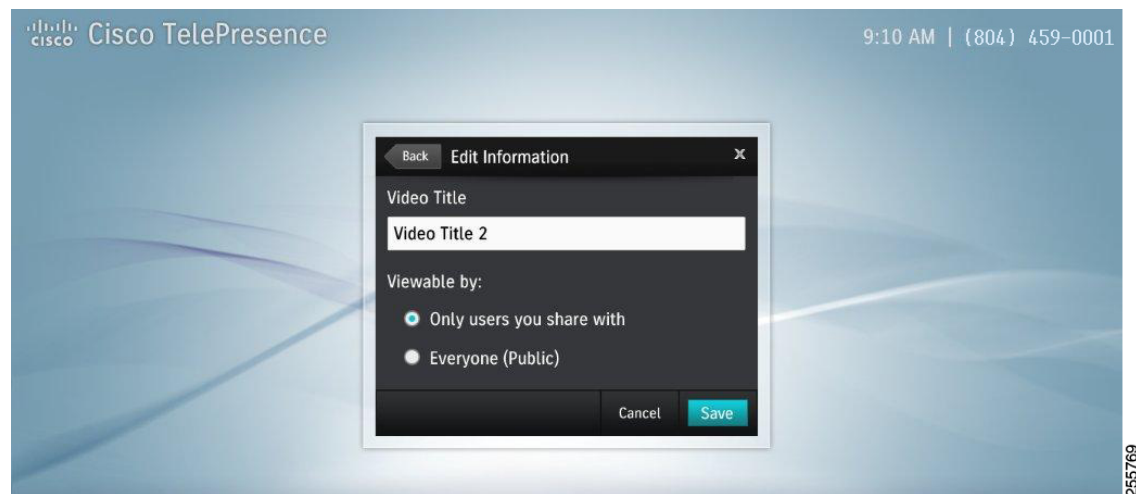 CISCO Cisco TelePresence
9:10 AM | (804) 459-0001
Back Edit Information X
Video Title
Video Title 2
Viewable by:
Only users you share with
Everyone (Public)
Cancel Save
255769